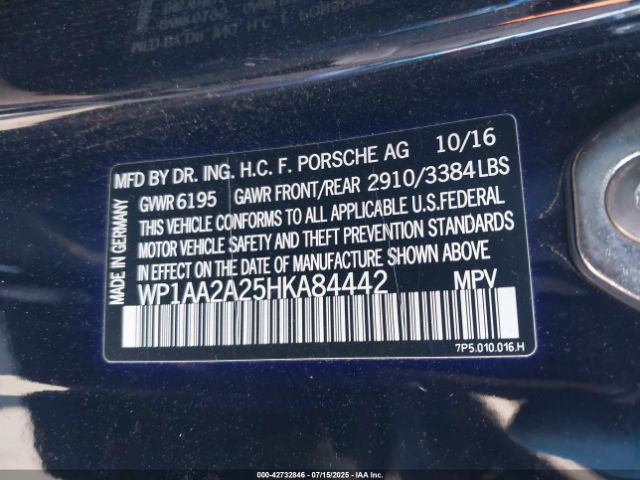 MFD BY DR. ING. H.C. F. PORSCHE AG 10/16
GVWR 6195 GAWR FRONT/REAR 2910/3384 LBS
THIS VEHICLE CONFORMS TO ALL APPLICABLE U.S.FEDERAL
MOTOR VEHICLE SAFETY AND THEFT PREVENTION STANDARDS
IN EFFECT ON THE DATE OF MANUFACTURE SHOWN ABOVE
WP1AA2A25HKA84442 MPV
7P5.010.016.H
MADE IN GERMANY
000-42732846 - 07/15/2025 - IAA Inc.